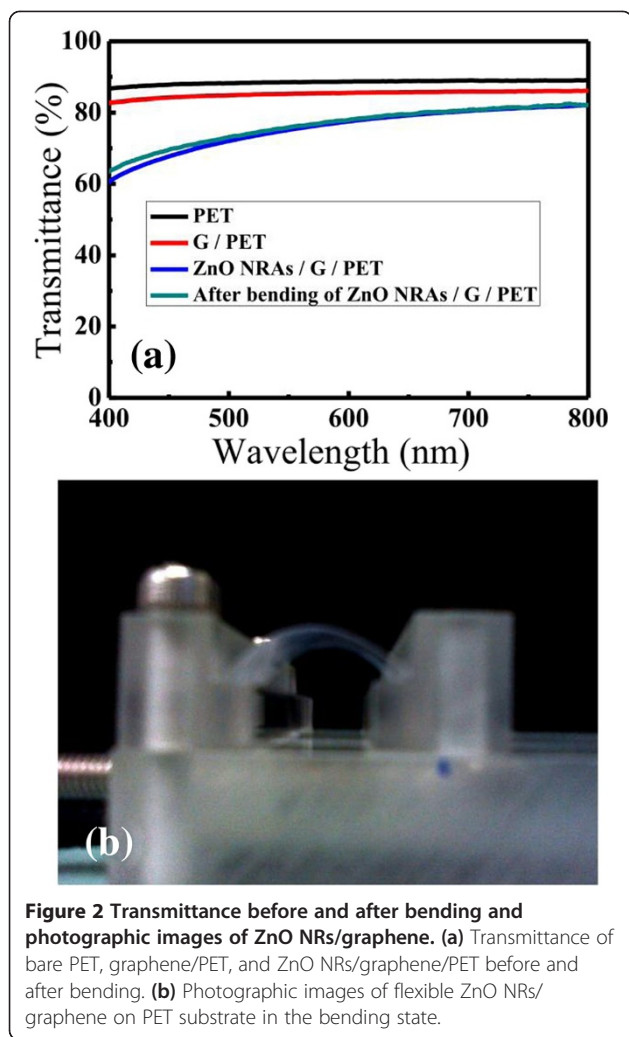 100
80
60
40
20
0
Transmittance (%)
PET
G / PET
ZnO NRAs / G / PET
After bending of ZnO NRAs / G / PET
(a)
400 500 600 700 800
Wavelength (nm)
(b)
Figure 2 Transmittance before and after bending and
photographic images of ZnO NRs/graphene. (a) Transmittance of
bare PET, graphene/PET, and ZnO NRs/graphene/PET before and
after bending. (b) Photographic images of flexible ZnO NRs/
graphene on PET substrate in the bending state.